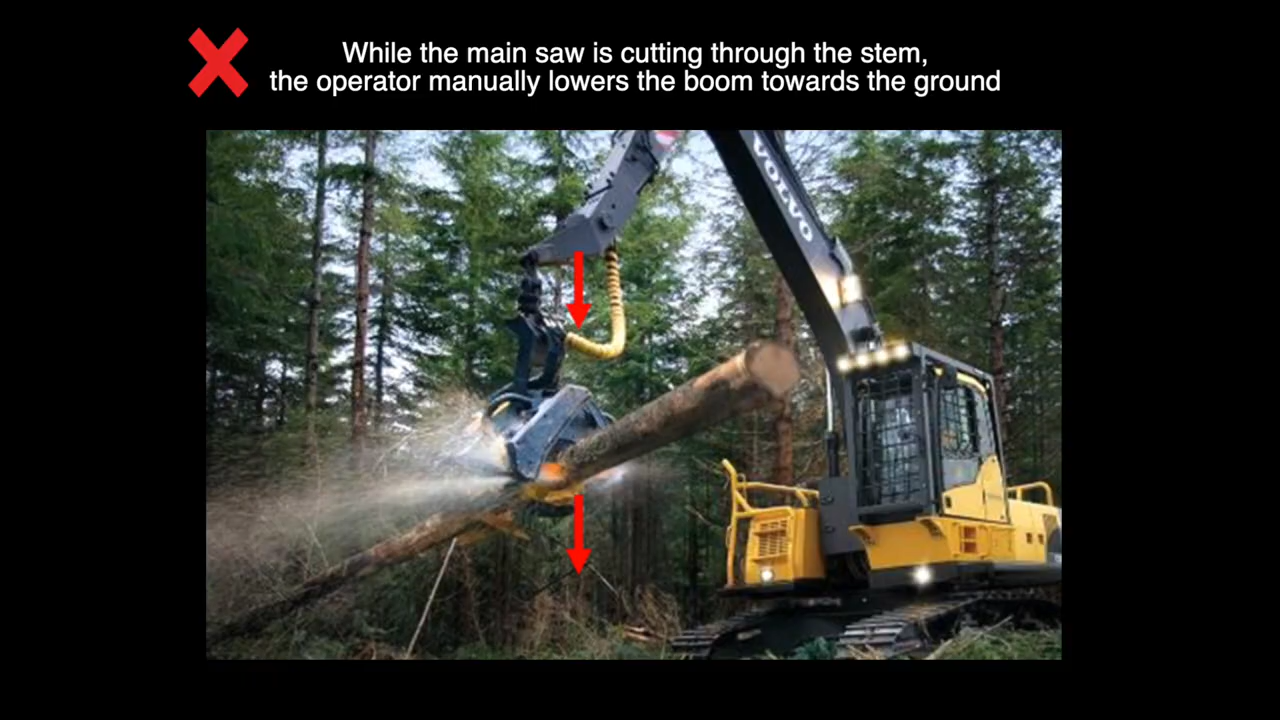 While the main saw is cutting through the stem,
the operator manually lowers the boom towards the ground
VOLVO